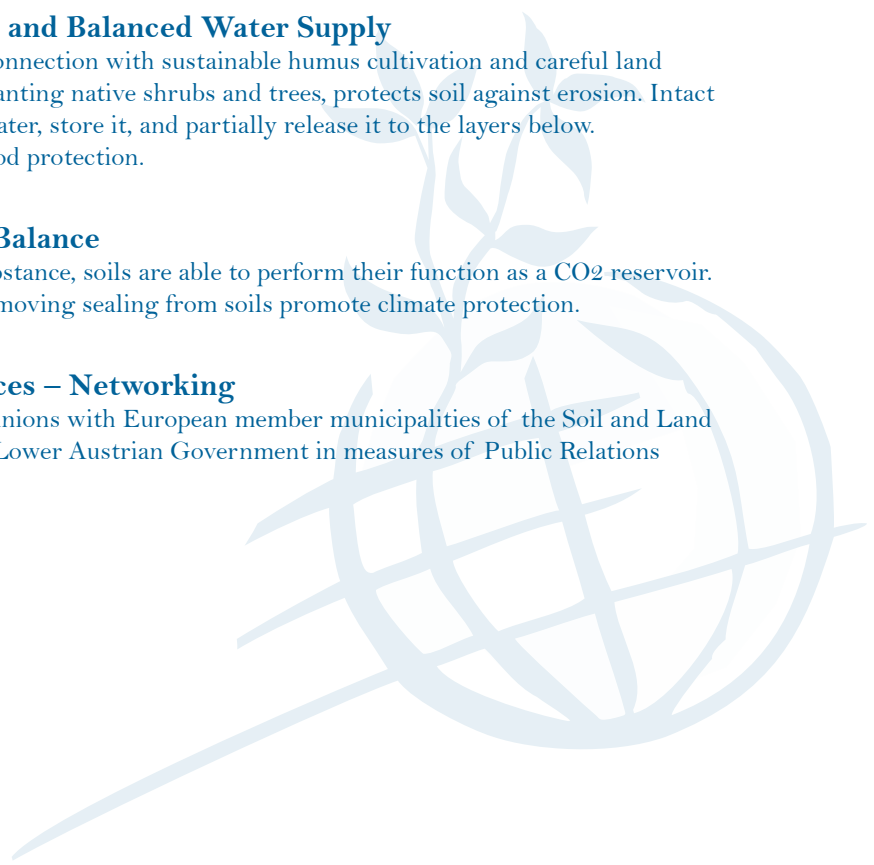 and Balanced Water Supply
onnection with sustainable humus cultivation and careful land
anting native shrubs and trees, protects soil against erosion. Intact
ater, store it, and partially release it to the layers below.
od protection.
Balance
ostance, soils are able to perform their function as a CO2 reservoir.
moving sealing from soils promote climate protection.
ces – Networking
nions with European member municipalities of the Soil and Land
Lower Austrian Government in measures of Public Relations